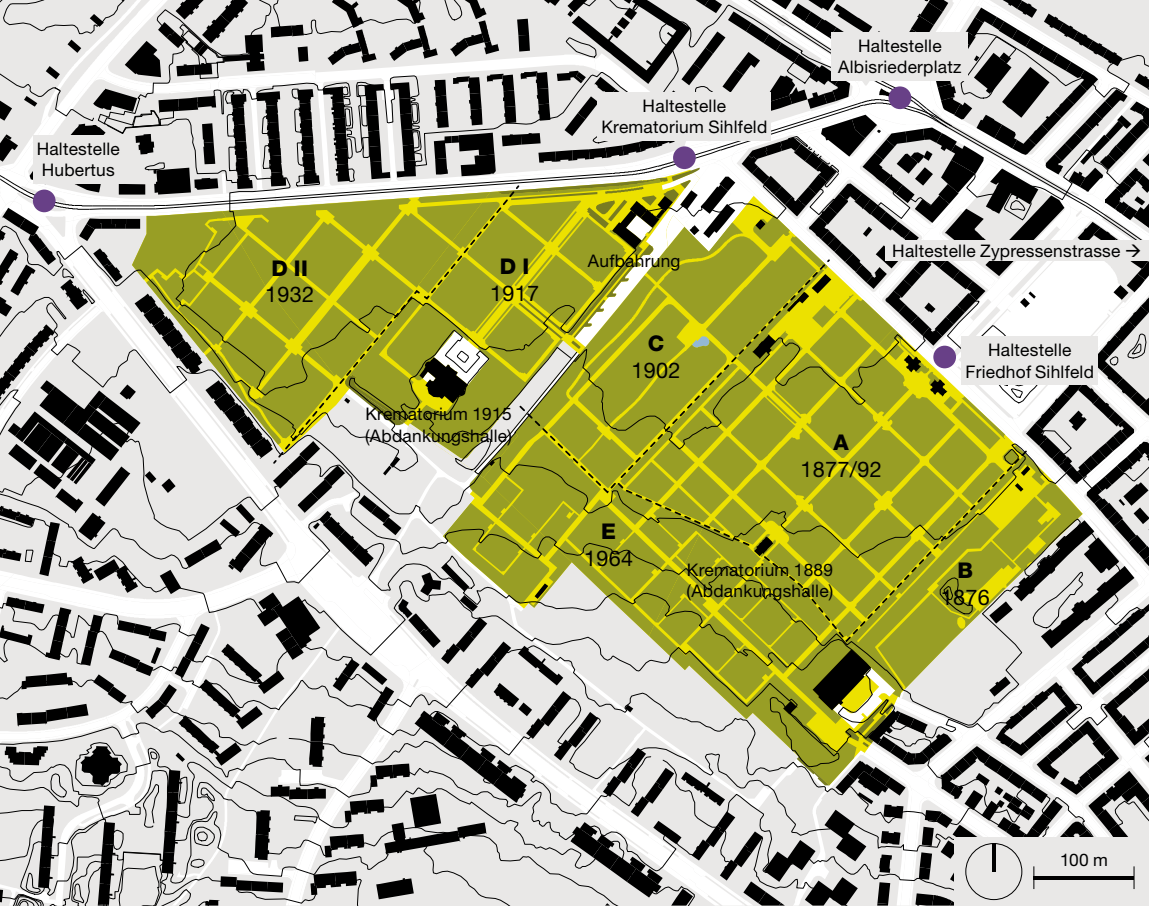 Haltestelle
Albisriederplatz
Haltestelle
Krematorium Sihlfeld
Haltestelle
Hubertus
Haltestelle Zypressenstrasse →
Aufbahrung
D II
1932
D I
1917
C
1902
Haltestelle
Friedhof Sihlfeld
Krematorium 1915
(Abdankungshalle)
A
1877/92
E
1964
Krematorium 1889
(Abdankungshalle)
B
1876
100 m